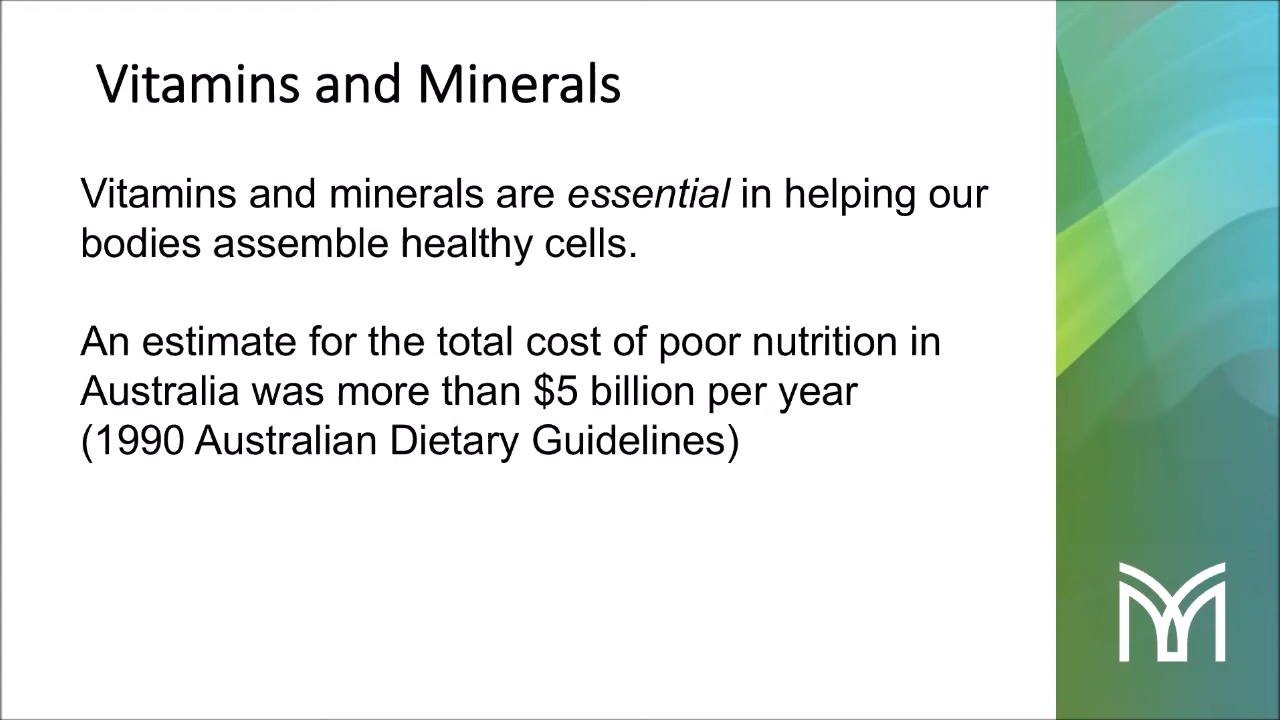 Vitamins and Minerals
Vitamins and minerals are essential in helping our
bodies assemble healthy cells.
An estimate for the total cost of poor nutrition in
Australia was more than $5 billion per year
(1990 Australian Dietary Guidelines)